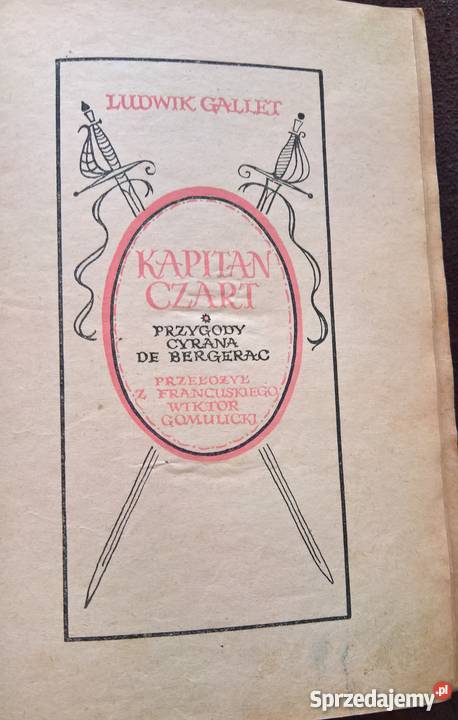 LUDWIK GALLET
KAPITAN
CZART
PRZYGODY
CYRANA
DE BERGERAC
PRZEŁOŻYŁ
Z FRANCUSKIEGO
WIKTOR
GOMULICKI
Sprzedajemy.pl